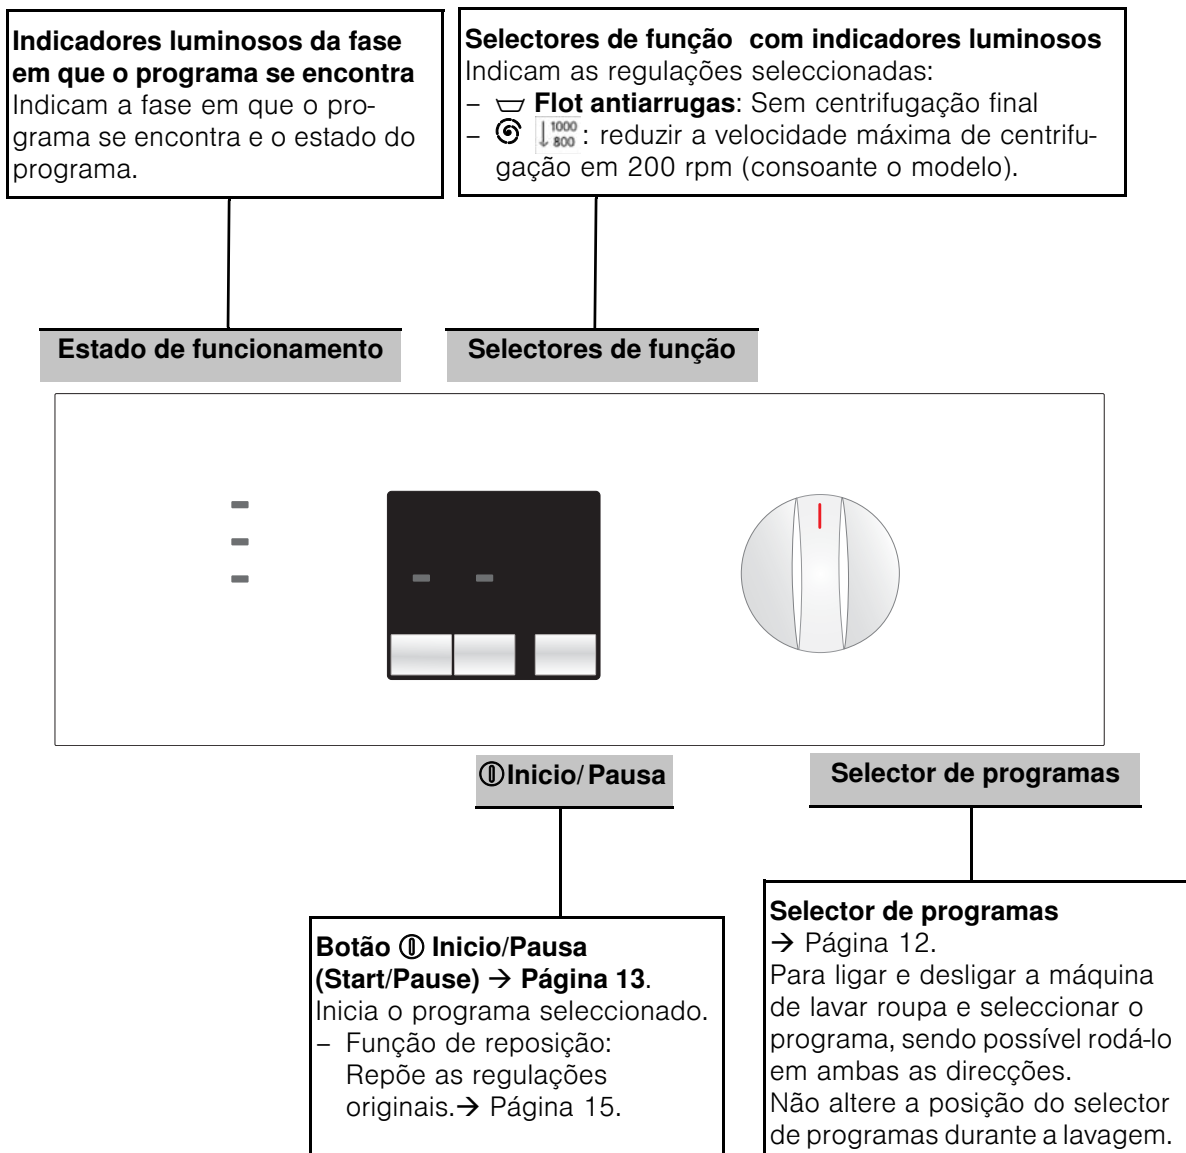 Indicadores luminosos da fase
em que o programa se encontra
Indicam a fase em que o pro-
grama se encontra e o estado do
programa.
Selectores de função com indicadores luminosos
Indicam as regulações seleccionadas:
– Flot antiarrugas: Sem centrifugação final
– 1000 800 : reduzir a velocidade máxima de centrifu-
gação em 200 rpm (consoante o modelo).
Estado de funcionamento
Selectores de função
Inicio/ Pausa
Selector de programas
Botão Inicio/Pausa
(Start/Pause) → Página 13.
Inicia o programa seleccionado.
– Função de reposição:
Repõe as regulações
originais.→ Página 15.
Selector de programas
→ Página 12.
Para ligar e desligar a máquina
de lavar roupa e seleccionar o
programa, sendo possível rodá-lo
em ambas as direcções.
Não altere a posição do selector
de programas durante a lavagem.